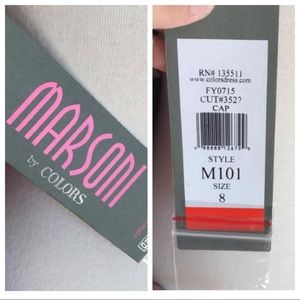 MARSONI
by COLORS
RN# 135511
www.colorsdress.com
FY0715
CUT#3527
CAP
STYLE
M101
SIZE
8